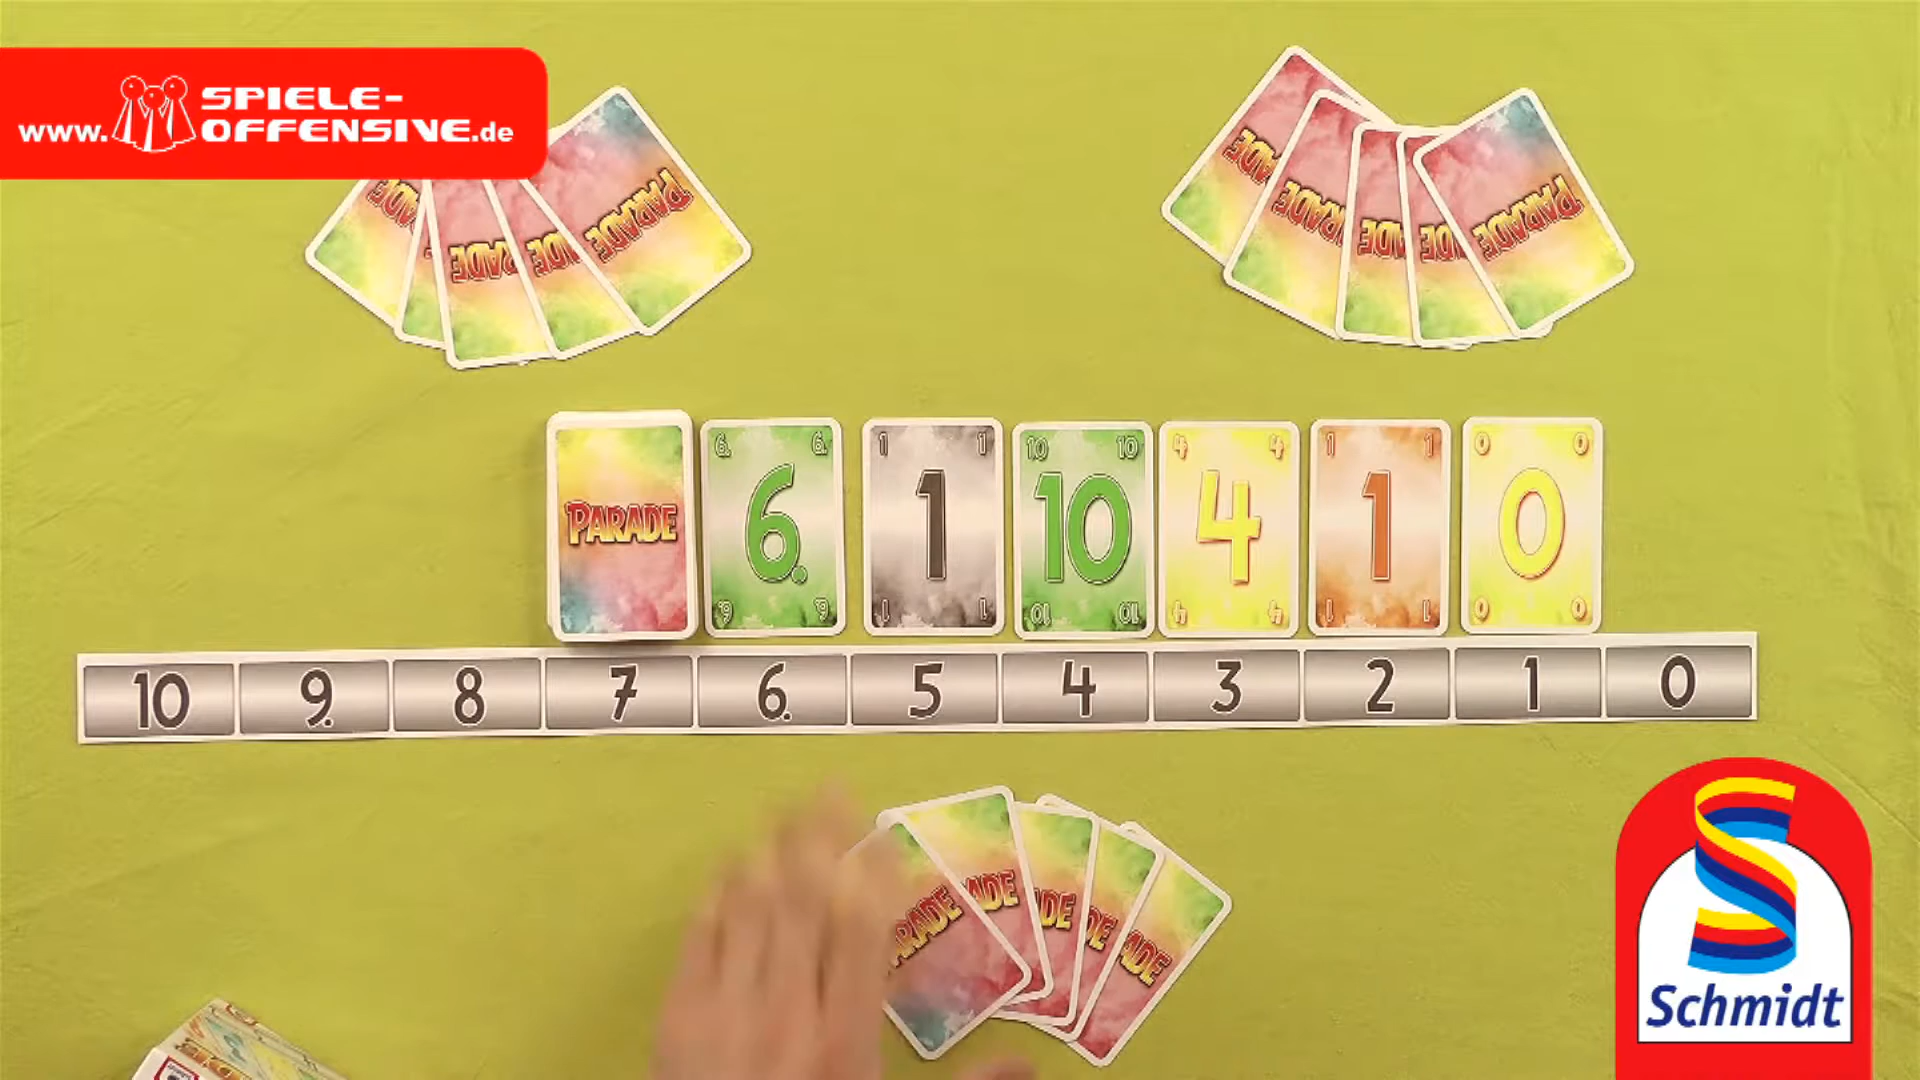 www.
SPIELE-
OFFENSIVE.de
PARADE
PARADE
PARADE 6. 1 10 4 1 0
10 9. 8 7 6. 5 4 3 2 1 0
Schmidt